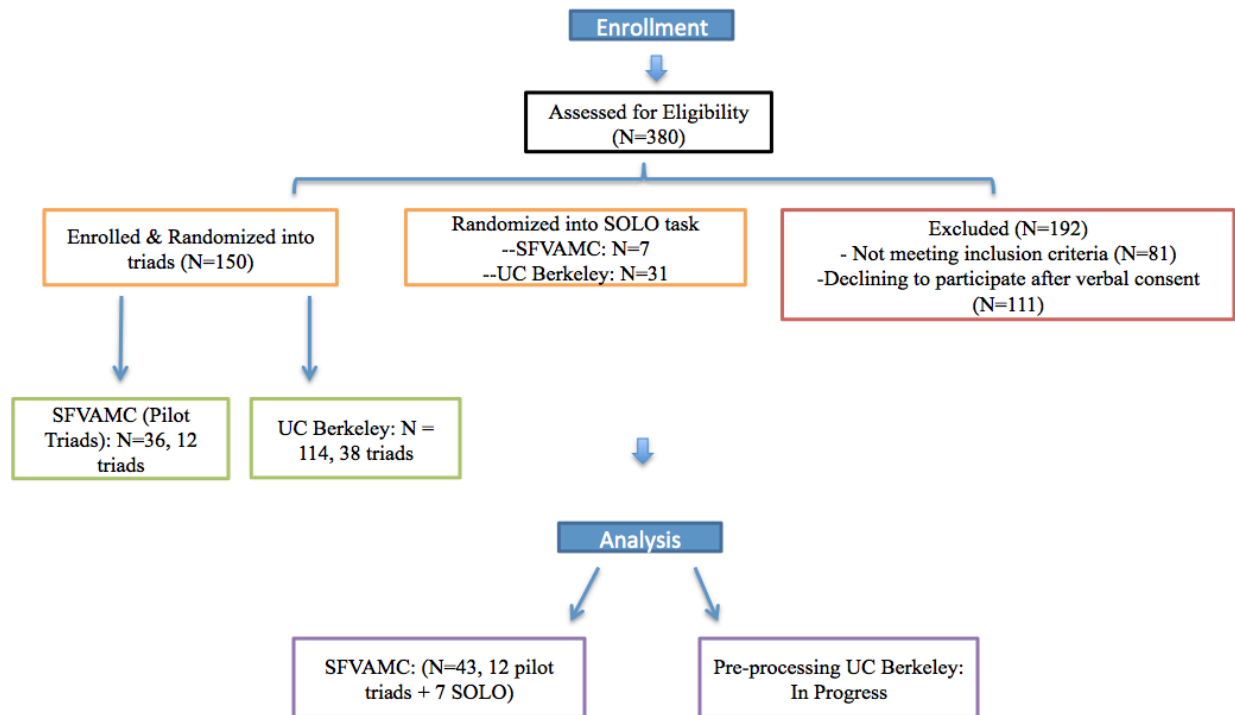 Enrollment
Assessed for Eligibility
(N=380)
Enrolled & Randomized into
triads (N=150)
Randomized into SOLO task
--SFVAMC: N=7
--UC Berkeley: N=31
Excluded (N=192)
- Not meeting inclusion criteria (N=81)
-Declining to participate after verbal consent
(N=111)
SFVAMC (Pilot
Triads): N=36, 12
triads
UC Berkeley: N =
114, 38 triads
Analysis
SFVAMC: (N=43, 12 pilot
triads + 7 SOLO)
Pre-processing UC Berkeley:
In Progress